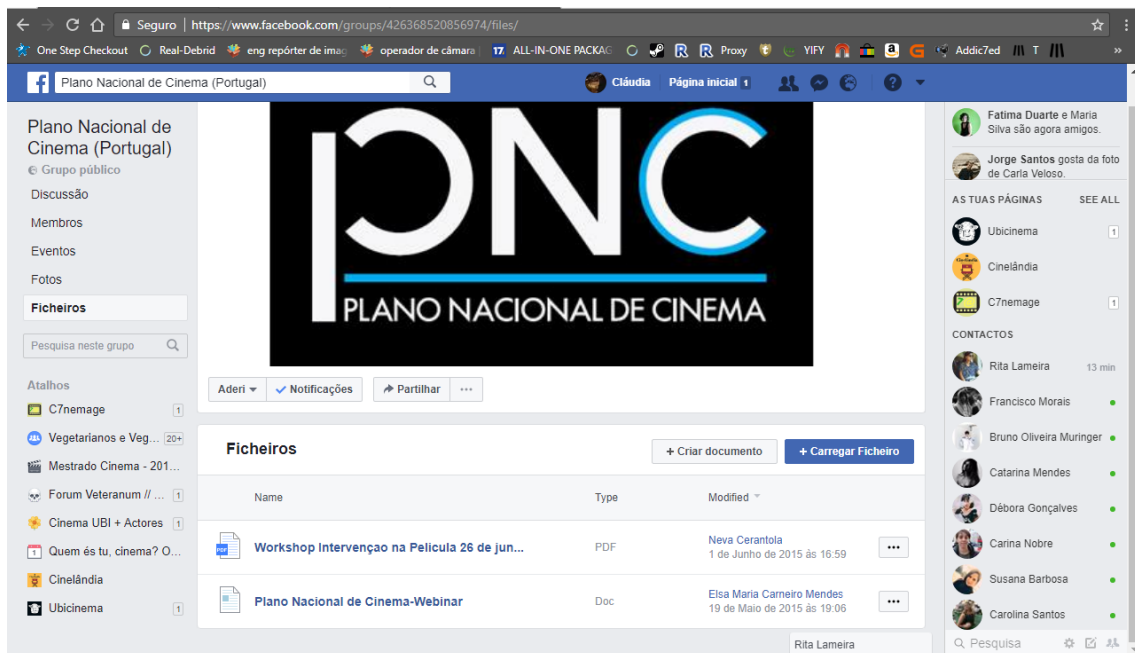 Seguro | https://www.facebook.com/groups/426368520856974/files/
One Step Checkout Real-Debrid eng repórter de imag operador de câmara | 17 ALL-IN-ONE PACKAG Proxy YIFY Addic7ed T »
Plano Nacional de Cinema (Portugal) Cláudia Página inicial 1
Plano Nacional de
Cinema (Portugal)
Grupo público
Discussão
Membros
Eventos
Fotos
Ficheiros
Pesquisa neste grupo
Atalhos
C7nemage 1
Vegetarianos e Veg... 20+
Mestrado Cinema - 201...
Forum Veteranum // ... 1
Cinema UBI + Actores 1
Quem és tu, cinema? O...
Cinelândia
Ubicinema 1
PNC
PLANO NACIONAL DE CINEMA
Aderi Notificações Partilhar ...
Ficheiros + Criar documento + Carregar Ficheiro
Name Type Modified
PDF Workshop Intervençao na Pelicula 26 de jun... PDF Neva Cerantola
1 de Junho de 2015 às 16:59 ...
Plano Nacional de Cinema-Webinar Doc Elsa Maria Carneiro Mendes
19 de Maio de 2015 às 19:06 ...
Rita Lameira
Fatima Duarte e Maria
Silva são agora amigos.
Jorge Santos gosta da foto
de Carla Veloso.
AS TUAS PÁGINAS SEE ALL
Ubicinema 1
Cinelândia
C7nemage 1
CONTACTOS
Rita Lameira 13 min
Francisco Morais
Bruno Oliveira Muringer
Catarina Mendes
Débora Gonçalves
Carina Nobre
Susana Barbosa
Carolina Santos
Pesquisa